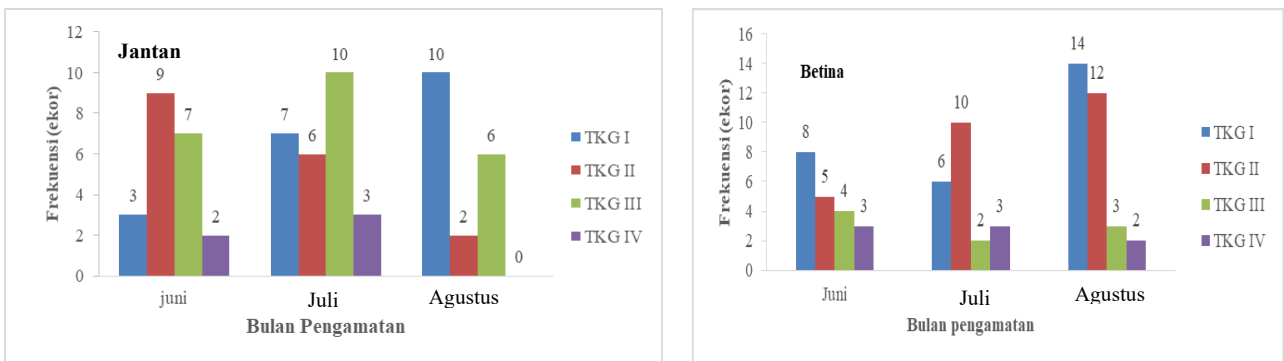 Jantan
Frekuensi (ekor)
12
10
8
6
4
2
0
3 9 7 2
7 6 10 3
10 2 6 0
juni Juli Agustus
Bulan Pengamatan
TKG I
TKG II
TKG III
TKG IV
Betina
Frekuensi (ekor)
16
14
12
10
8
6
4
2
0
8 5 4 3
6 10 2 3
14 12 3 2
Juni Juli Agustus
Bulan pengamatan
TKG I
TKG II
TKG III
TKG IV